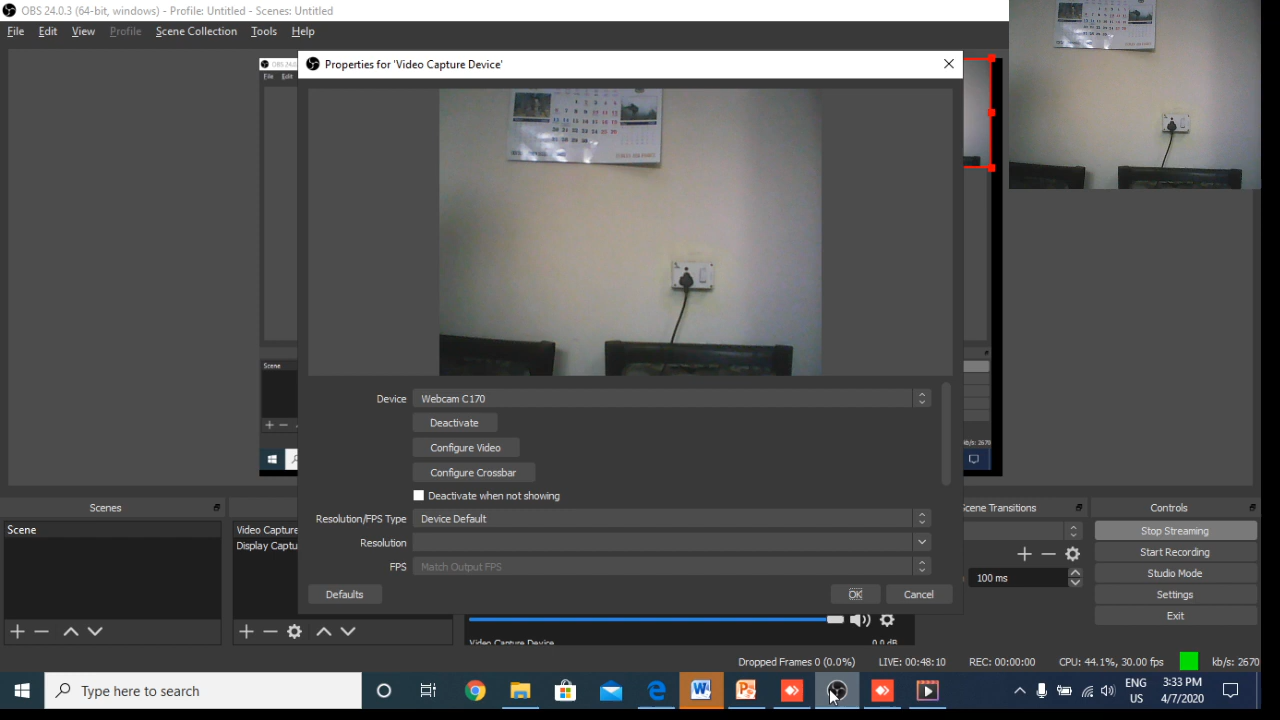 OBS 24.0.3 (64-bit, windows) - Profile: Untitled - Scenes: Untitled
File Edit View Profile Scene Collection Tools Help
Properties for 'Video Capture Device'
File Edit
Device Webcam C170
Deactivate
Configure Video
Configure Crossbar
Deactivate when not showing
Resolution/FPS Type Device Default
Resolution
FPS Match Output FPS
Defaults OK Cancel
Scene
kb/s: 2670
Scenes
Scene
Video Capture
Display Captu
Scene Transitions
100 ms
Controls
Stop Streaming
Start Recording
Studio Mode
Settings
Exit
Video Capture Device 0.0 dB
Dropped Frames 0 (0.0%) LIVE: 00:48:10 REC: 00:00:00 CPU: 44.1%, 30.00 fps kb/s: 2670
Type here to search
ENG
US
3:33 PM
4/7/2020